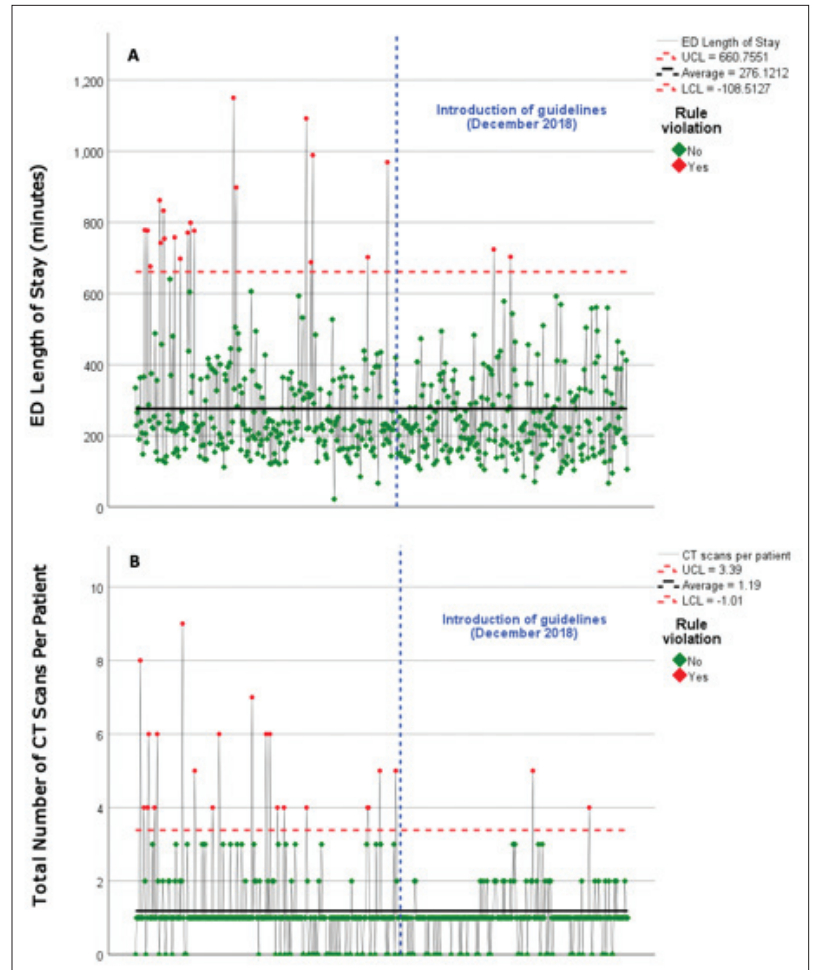 A
ED Length of Stay (minutes)
1,200
1,000
800
600
400
200
0
Introduction of guidelines
(December 2018)
ED Length of Stay
UCL = 660.7551
Average = 276.1212
LCL = -108.5127
Rule
violation
No
Yes
B
Total Number of CT Scans Per Patient
10
8
6
4
2
0
Introduction of guidelines
(December 2018)
CT scans per patient
UCL = 3.39
Average = 1.19
LCL = -1.01
Rule
violation
No
Yes